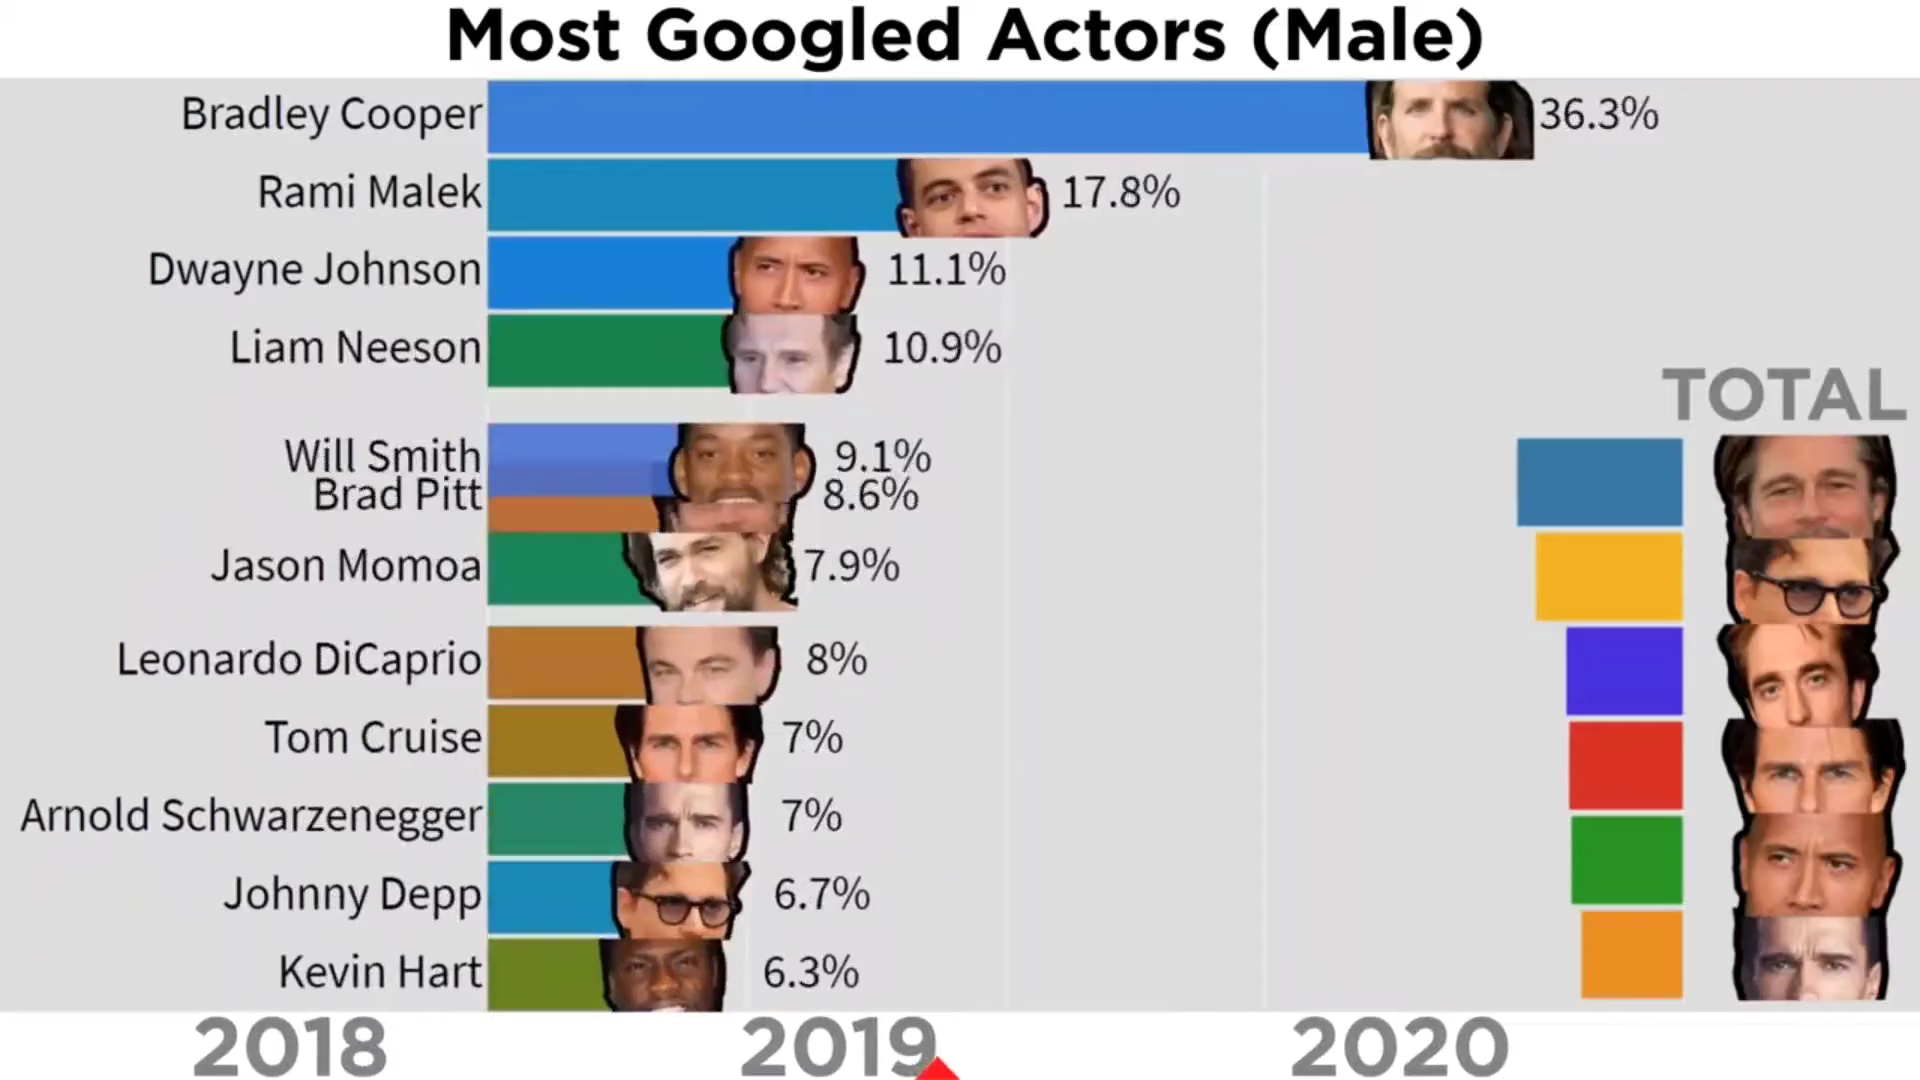 Most Googled Actors (Male)
Bradley Cooper 36.3%
Rami Malek 17.8%
Dwayne Johnson 11.1%
Liam Neeson 10.9%
TOTAL
Will Smith 9.1%
Brad Pitt 8.6%
Jason Momoa 7.9%
Leonardo DiCaprio 8%
Tom Cruise 7%
Arnold Schwarzenegger 7%
Johnny Depp 6.7%
Kevin Hart 6.3%
2018 2019 2020